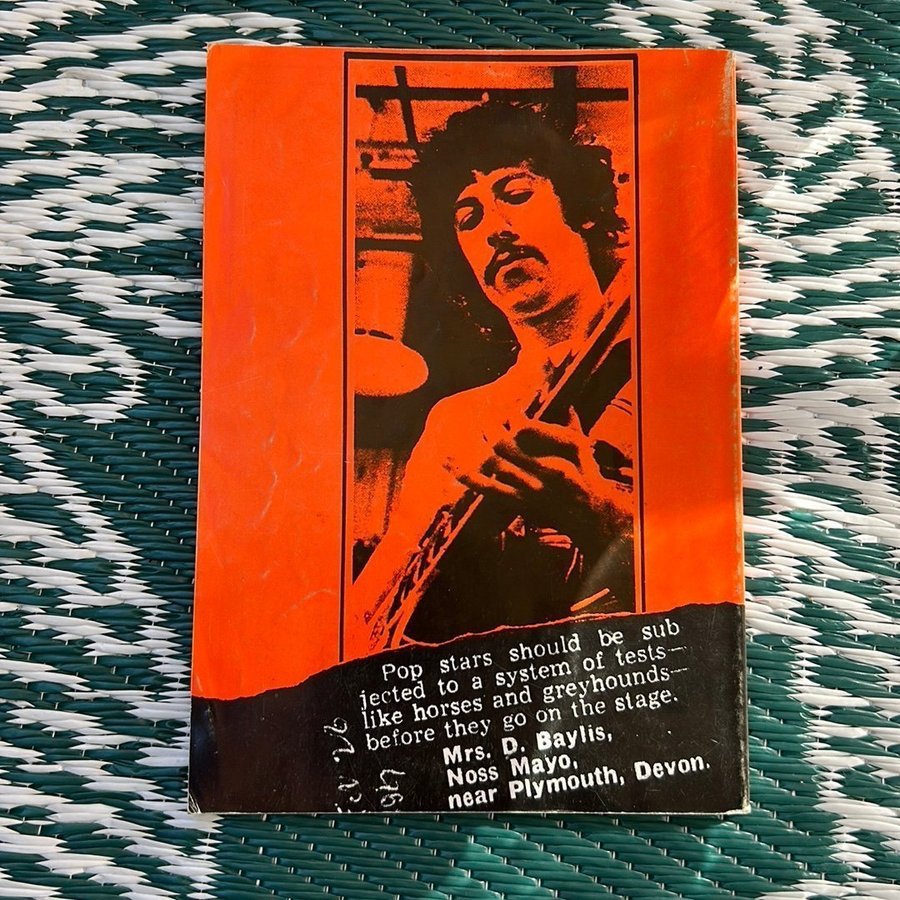 Pop stars should be sub
jected to a system of tests—
like horses and greyhounds—
before they go on the stage.
Mrs. D. Baylis,
Noss Mayo,
near Plymouth, Devon.